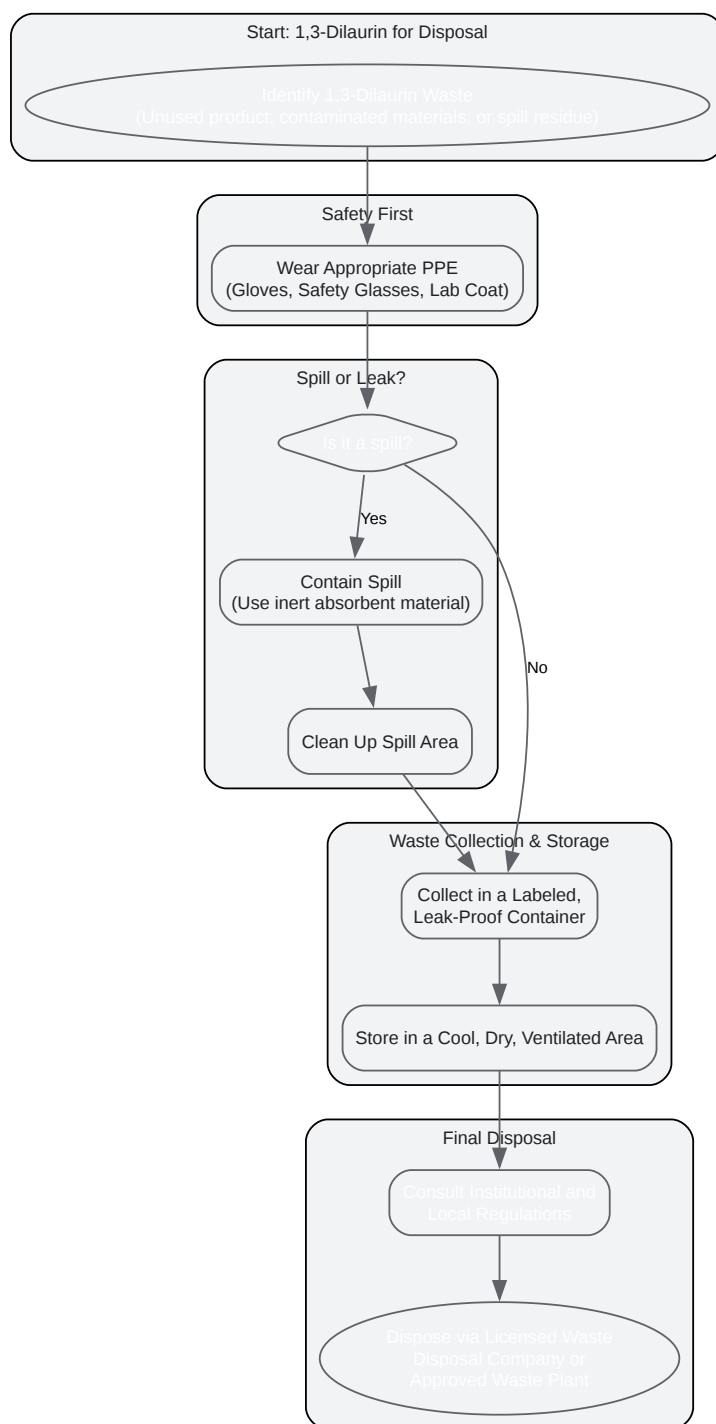 Start: 1,3-Dilaurin for Disposal
Identify 1,3-Dilaurin Waste
(Unused product, contaminated materials, or spill residue)
Safety First
Wear Appropriate PPE
(Gloves, Safety Glasses, Lab Coat)
Spill or Leak?
Is it a spill?
Yes
Contain Spill
(Use inert absorbent material)
No
Clean Up Spill Area
Waste Collection & Storage
Collect in a Labeled,
Leak-Proof Container
Store in a Cool, Dry, Ventilated Area
Final Disposal
Consult Institutional and
Local Regulations
Dispose via Licensed Waste
Disposal Company or
Approved Waste Plant